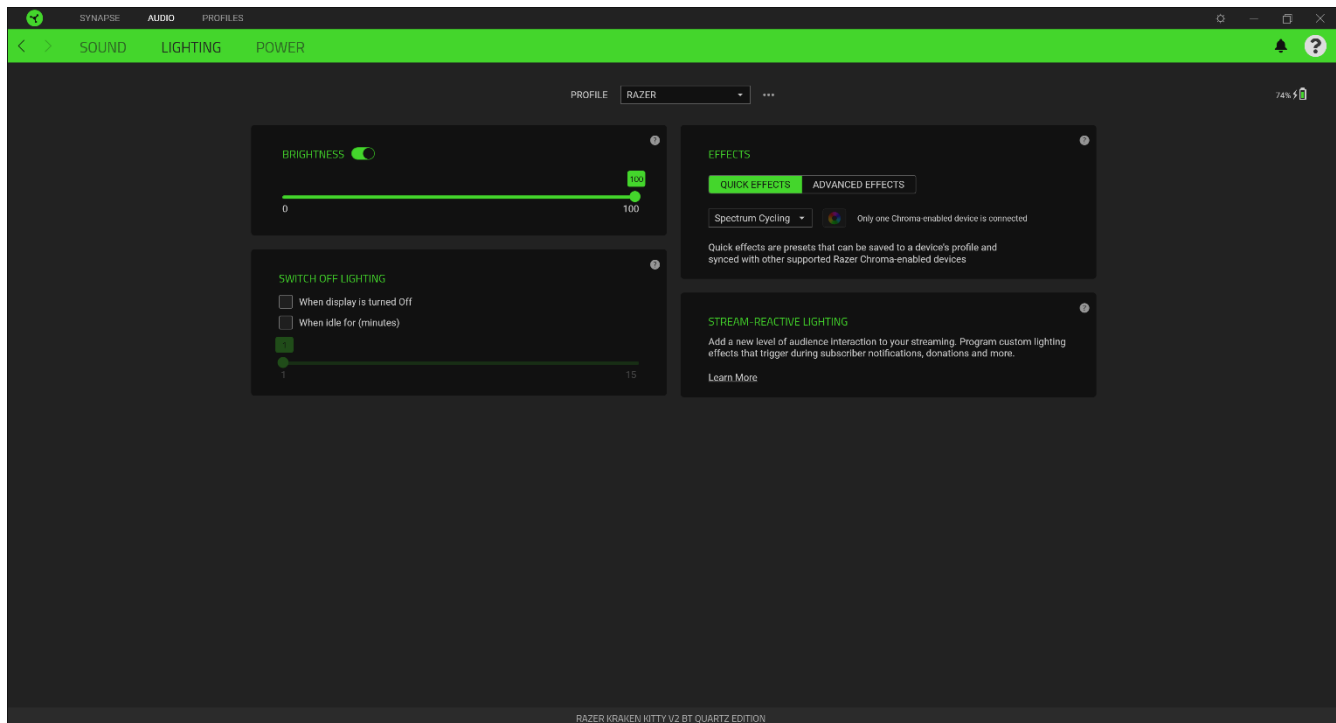 SYNAPSE AUDIO PROFILES
SOUND LIGHTING POWER
?
PROFILE RAZER ...
74%
BRIGHTNESS
?
100
0 100
SWITCH OFF LIGHTING
?
When display is turned Off
When idle for (minutes)
1
1 15
EFFECTS
?
QUICK EFFECTS ADVANCED EFFECTS
Spectrum Cycling Only one Chroma-enabled device is connected
Quick effects are presets that can be saved to a device's profile and
synced with other supported Razer Chroma-enabled devices
STREAM-REACTIVE LIGHTING
?
Add a new level of audience interaction to your streaming. Program custom lighting
effects that trigger during subscriber notifications, donations and more.
Learn More
RAZER KRAKEN KITTY V2 BT QUARTZ EDITION